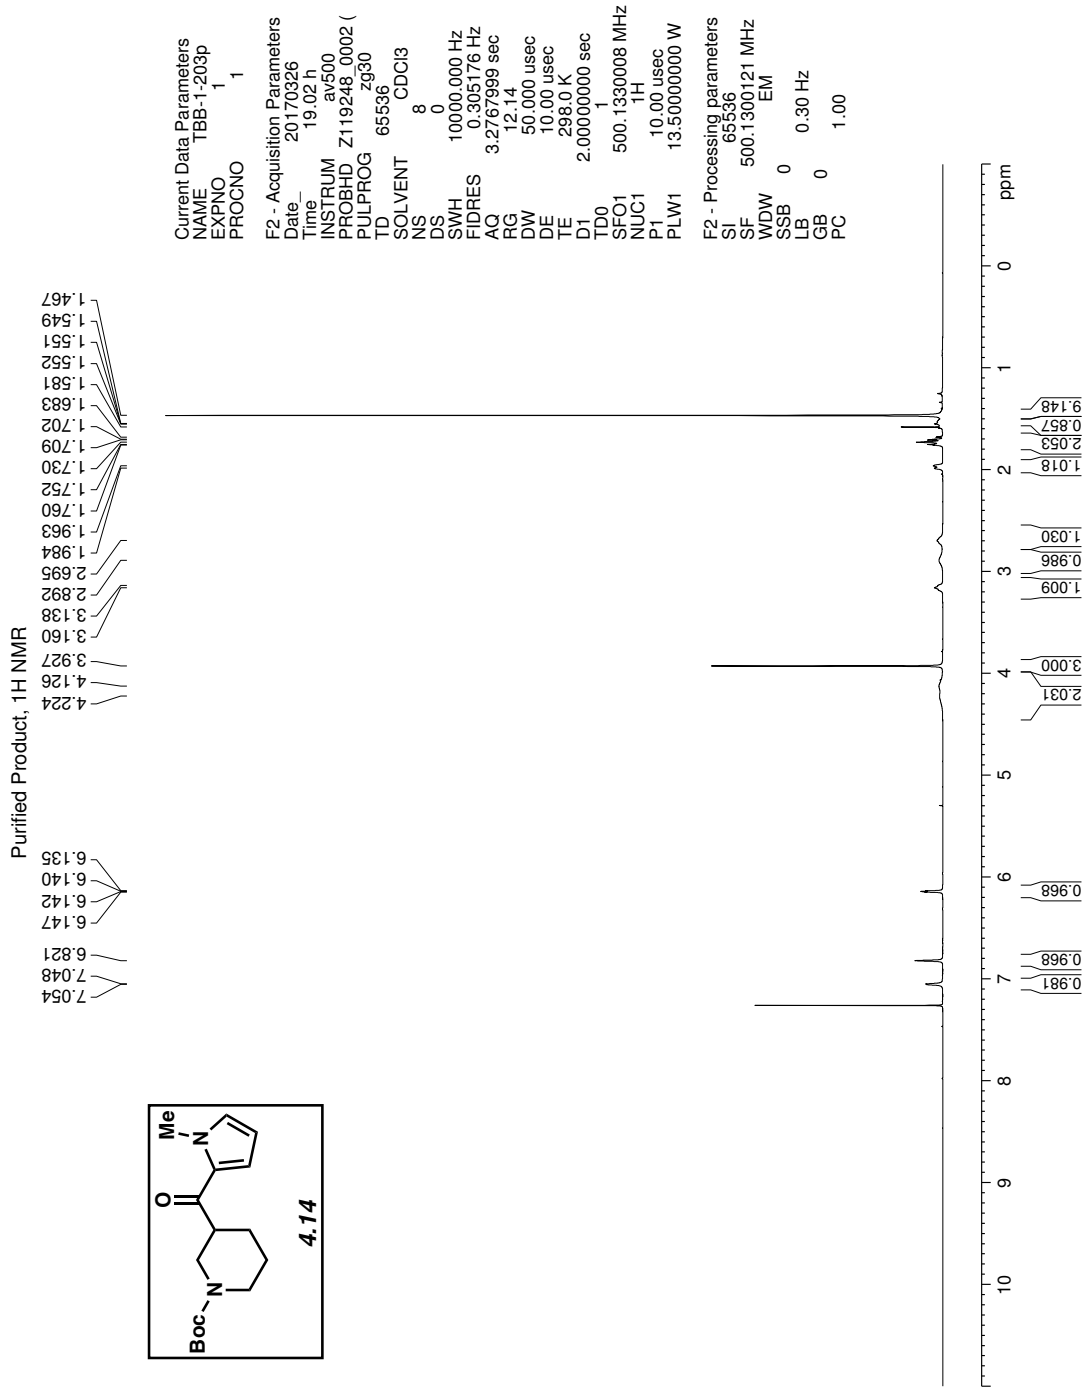 Purified Product, 1H NMR
7.054
7.048
6.821
6.147
6.142
6.140
6.135
4.224
4.126
3.927
3.160
3.138
2.892
2.695
1.984
1.963
1.760
1.752
1.730
1.709
1.702
1.683
1.581
1.552
1.551
1.549
1.467
Current Data Parameters
NAME TBB-1-203p
EXPNO 1
PROCNO 1
F2 - Acquisition Parameters
Date_ 20170326
Time 19.02 h
INSTRUM av500
PROBHD Z119248_0002 (
PULPROG zg30
TD 65536
SOLVENT CDCl3
NS 8
DS 0
SWH 10000.000 Hz
FIDRES 0.305176 Hz
AQ 3.2767999 sec
RG 12.14
DW 50.000 usec
DE 10.00 usec
TE 298.0 K
D1 2.00000000 sec
TD0 1
SFO1 500.1330008 MHz
NUC1 1H
P1 10.00 usec
PLW1 13.50000000 W
F2 - Processing parameters
SI 65536
SF 500.1300121 MHz
WDW EM
SSB 0
LB 0.30 Hz
GB 0
PC 1.00
Boc
N
O
N
Me
4.14
10 9 8 7 6 5 4 3 2 1 0 ppm
0.981
0.968
0.968
2.031
3.000
1.009
0.986
1.030
1.018
2.053
0.857
9.148